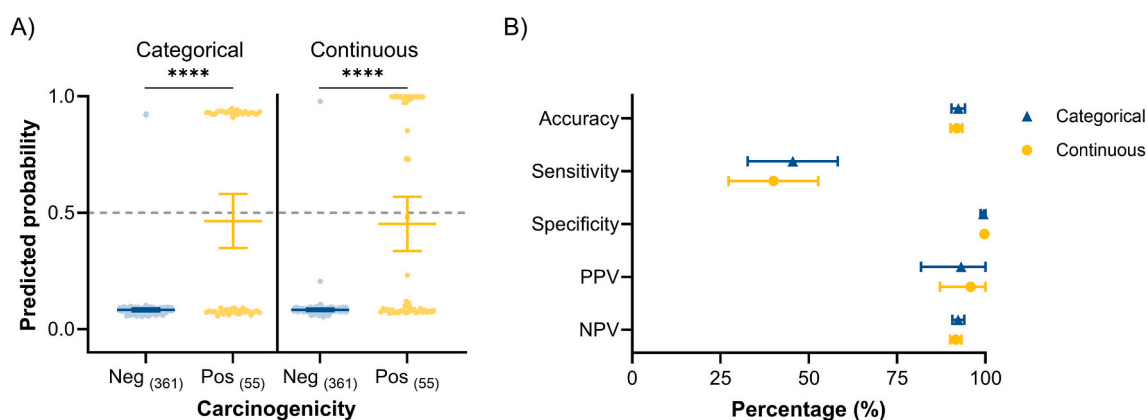 A)
Categorical
Continuous
****
****
Predicted probability
1.0
0.5
0.0
Neg (361)
Pos (55)
Neg (361)
Pos (55)
Carcinogenicity
B)
Accuracy
Sensitivity
Specificity
PPV
NPV
0
25
50
75
100
Percentage (%)
Categorical
Continuous